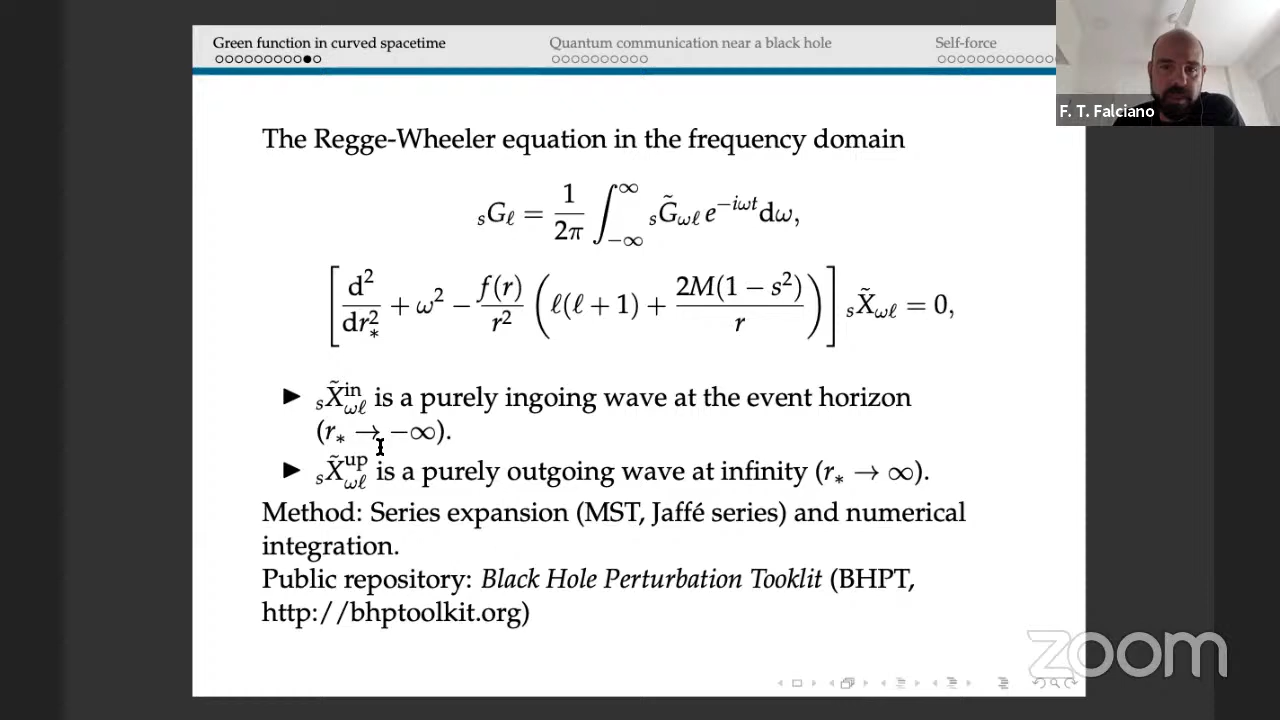 Green function in curved spacetime
Quantum communication near a black hole
Self-force
F. T. Falciano
The Regge-Wheeler equation in the frequency domain
ₛG_ℓ = 1/2π ∫_{−∞}^{∞} ₛG̃_{ωℓ} e^{−iωt} dω,
[d²/dr_*² + ω² − f(r)/r² (ℓ(ℓ + 1) + 2M(1 − s²)/r)] ₛX̃_{ωℓ} = 0,
▶ ₛX̃^{in}_{ωℓ} is a purely ingoing wave at the event horizon
(r_* → −∞).
▶ ₛX̃^{up}_{ωℓ} is a purely outgoing wave at infinity (r_* → ∞).
Method: Series expansion (MST, Jaffé series) and numerical
integration.
Public repository: Black Hole Perturbation Tooklit (BHPT,
http://bhptoolkit.org)
zoom